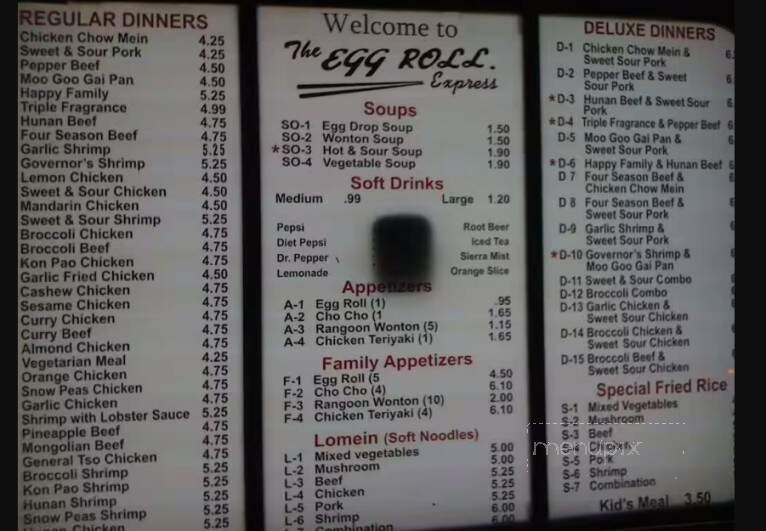 REGULAR DINNERS
Chicken Chow Mein 4.25
Sweet & Sour Pork 4.25
Pepper Beef 4.50
Moo Goo Gai Pan 4.50
Happy Family 5.25
Triple Fragrance 4.99
Hunan Beef 4.75
Four Season Beef 4.75
Garlic Shrimp 5.25
Governor's Shrimp 5.25
Lemon Chicken 4.50
Sweet & Sour Chicken 4.50
Mandarin Chicken 4.50
Sweet & Sour Shrimp 5.25
Broccoli Chicken 4.75
Broccoli Beef 4.75
Kon Pao Chicken 4.75
Garlic Fried Chicken 4.50
Cashew Chicken 4.75
Sesame Chicken 4.75
Curry Chicken 4.75
Curry Beef 4.75
Almond Chicken 4.75
Vegetarian Meal 4.25
Orange Chicken 4.75
Snow Peas Chicken 4.75
Garlic Chicken 4.75
Shrimp with Lobster Sauce 5.25
Pineapple Beef 4.75
Mongolian Beef 4.75
General Tso Chicken 4.75
Broccoli Shrimp 5.25
Kon Pao Shrimp 5.25
Hunan Shrimp 5.25
Snow Peas Shrimp 5.25
Chicken
Welcome to
The EGG ROLL.
Express
Soups
SO-1 Egg Drop Soup 1.50
SO-2 Wonton Soup 1.50
*SO-3 Hot & Sour Soup 1.90
SO-4 Vegetable Soup 1.90
Soft Drinks
Medium .99 Large 1.20
Pepsi Root Beer
Diet Pepsi Iced Tea
Dr. Pepper Sierra Mist
Lemonade Orange Slice
Appetizers
A-1 Egg Roll (1) .95
A-2 Cho Cho (1 1.65
A-3 Rangoon Wonton (5) 1.15
A-4 Chicken Teriyaki (1) 1.65
Family Appetizers
F-1 Egg Roll (5 4.50
F-2 Cho Cho (4) 6.10
F-3 Rangoon Wonton (10) 2.00
F-4 Chicken Teriyaki (4) 6.10
Lomein (Soft Noodles)
L-1 Mixed vegetables 5.00
L-2 Mushroom 5.00
L-3 Beef 5.25
L-4 Chicken 5.25
L-5 Pork 6.00
L-6 Shrimp 6.00
L-7 Combination
DELUXE DINNERS
D-1 Chicken Chow Mein & 6
Sweet Sour Pork
D-2 Pepper Beef & Sweet 6
Sour Pork
*D-3 Hunan Beef & Sweet Sour 6
Pork
*D-4 Triple Fragrance & Pepper Beef 6
D-5 Moo Goo Gai Pan & 6
Sweet Sour Pork
*D-6 Happy Family & Hunan Beef 6
D 7 Four Season Beef & 6
Chicken Chow Mein
D 8 Four Season Beef & 6
Sweet Sour Pork
D-9 Garlic Shrimp & 6
Sweet Sour Pork
*D-10 Governor's Shrimp & 6
Moo Goo Gai Pan
D-11 Sweet & Sour Combo
D-12 Broccoli Combo
D-13 Garlic Chicken &
Sweet Sour Chicken
D-14 Broccoli Chicken &
Sweet Sour Chicken
D-15 Broccoli Beef &
Sweet Sour Chicken
Special Fried Rice
S-1 Mixed Vegetables
S-2 Mushroom
S-3 Beef
S-4 Chicken
S-5 Pork
S-6 Shrimp
S-7 Combination
Kid's Meal 3.50
menupix